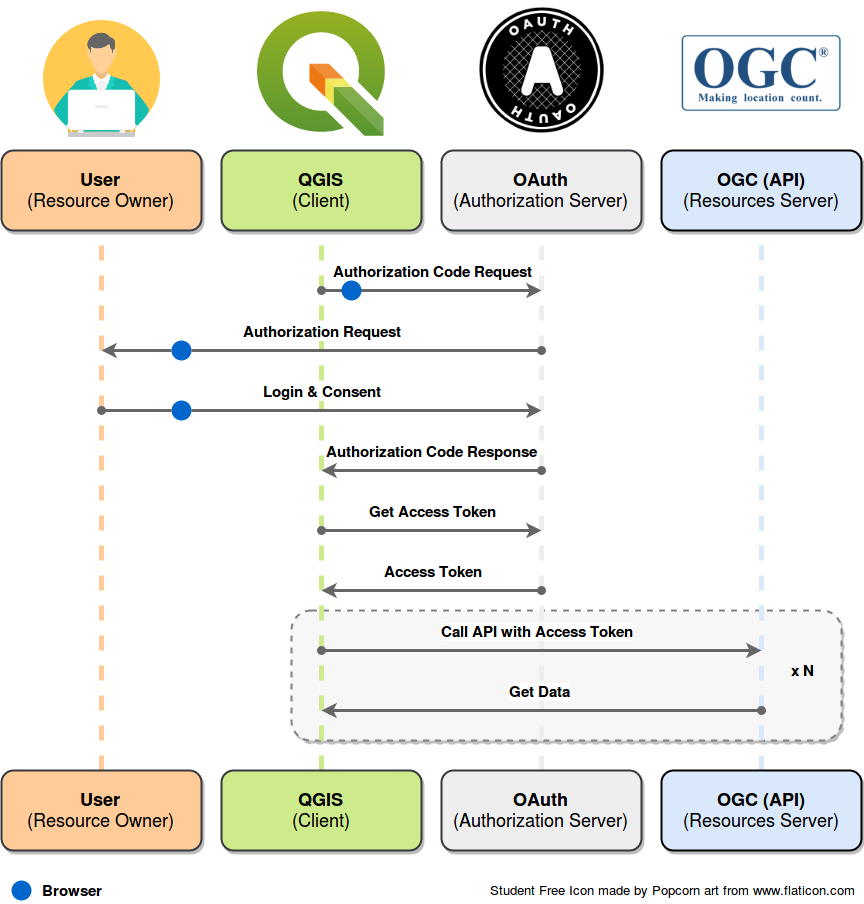 OAUTH
A
OAUTH
OGC®
Making location count.
User
(Resource Owner)
QGIS
(Client)
OAuth
(Authorization Server)
OGC (API)
(Resources Server)
Authorization Code Request
Authorization Request
Login & Consent
Authorization Code Response
Get Access Token
Access Token
Call API with Access Token
x N
Get Data
User
(Resource Owner)
QGIS
(Client)
OAuth
(Authorization Server)
OGC (API)
(Resources Server)
Browser
Student Free Icon made by Popcorn art from www.flaticon.com